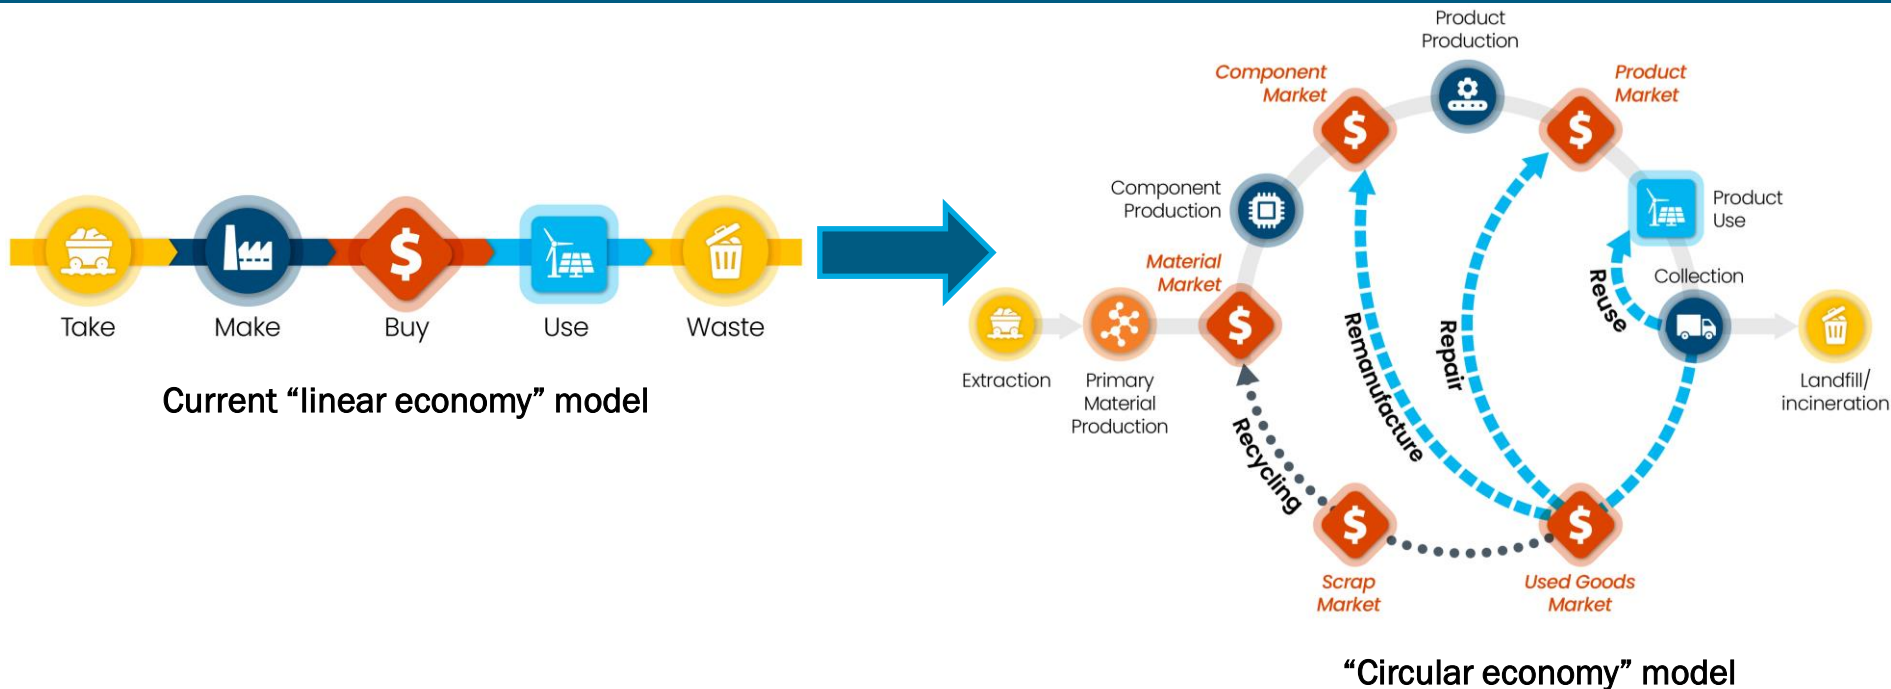 Take
Make
Buy
Use
Waste
Current “linear economy” model
Product
Production
Component
Market
Product
Market
Component
Production
Product
Use
Material
Market
Collection
Reuse
Remanufacture
Repair
Extraction
Primary
Material
Production
Landfill/
incineration
Recycling
Scrap
Market
Used Goods
Market
“Circular economy” model
$
$
$
$
$
$